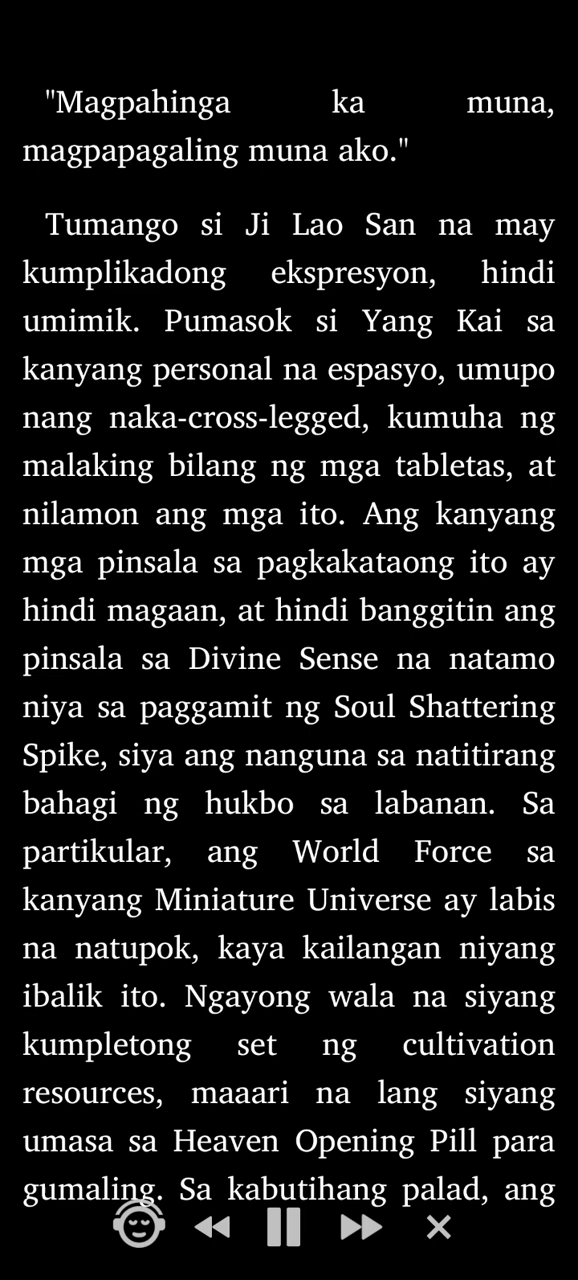 "Magpahinga ka muna,
magpapagaling muna ako."
Tumango si Ji Lao San na may
kumplikadong ekspresyon, hindi
umimik. Pumasok si Yang Kai sa
kanyang personal na espasyo, umupo
nang naka-cross-legged, kumuha ng
malaking bilang ng mga tabletas, at
nilamon ang mga ito. Ang kanyang
mga pinsala sa pagkakataong ito ay
hindi magaan, at hindi banggitin ang
pinsala sa Divine Sense na natamo
niya sa paggamit ng Soul Shattering
Spike, siya ang nanguna sa natitirang
bahagi ng hukbo sa labanan. Sa
partikular, ang World Force sa
kanyang Miniature Universe ay labis
na natupok, kaya kailangan niyang
ibalik ito. Ngayong wala na siyang
kumpletong set ng cultivation
resources, maaari na lang siyang
umasa sa Heaven Opening Pill para
gumaling. Sa kabutihang palad, ang